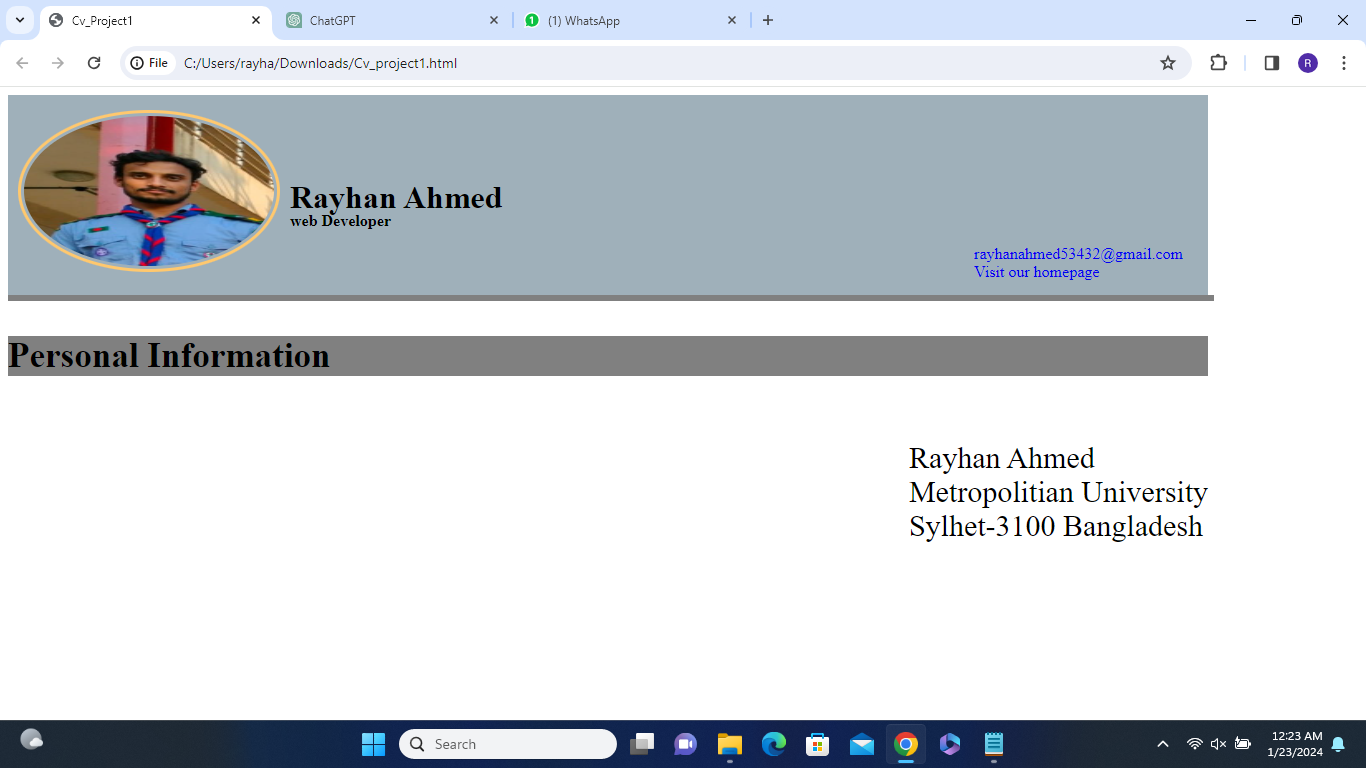 Cv_Project1
ChatGPT
(1) WhatsApp
File
C:/Users/rayha/Downloads/Cv_project1.html
R
Rayhan Ahmed
web Developer
rayhanahmed53432@gmail.com
Visit our homepage
Personal Information
Rayhan Ahmed
Metropolitian University
Sylhet-3100 Bangladesh
Search
12:23 AM
1/23/2024